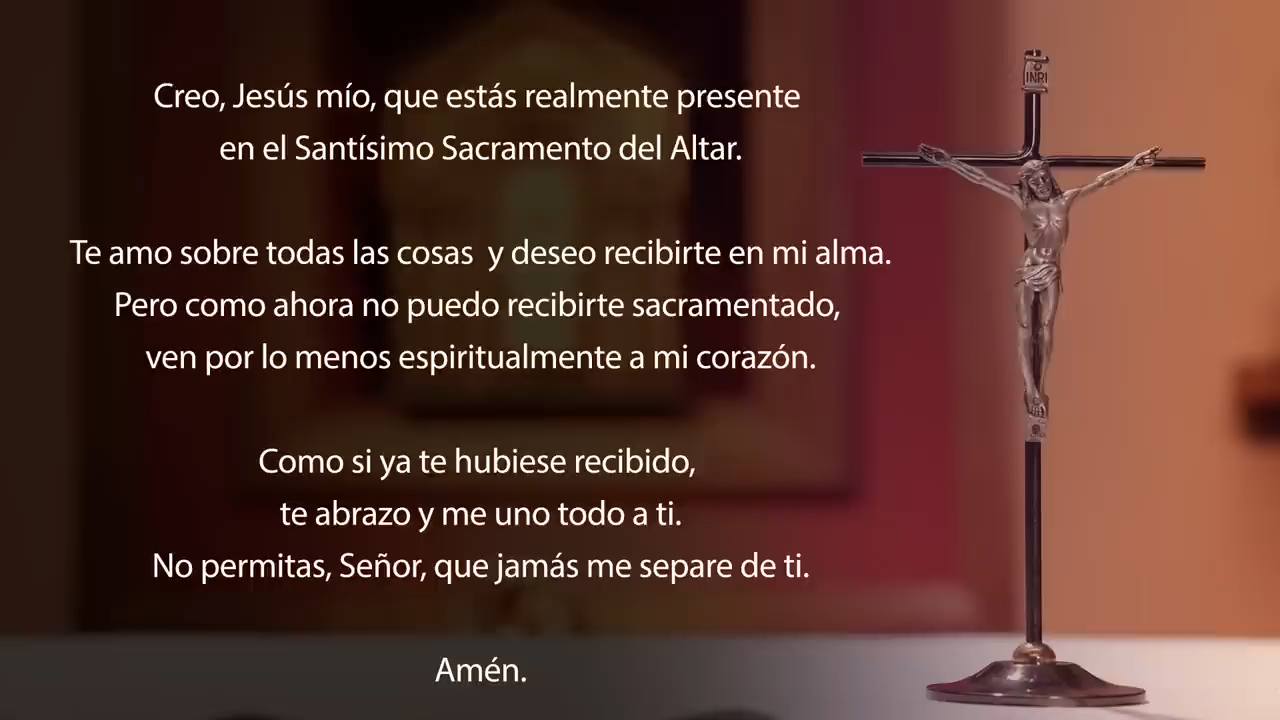 Creo, Jesús mío, que estás realmente presente
en el Santísimo Sacramento del Altar.
Te amo sobre todas las cosas  y deseo recibirte en mi alma.
Pero como ahora no puedo recibirte sacramentado,
ven por lo menos espiritualmente a mi corazón.
Como si ya te hubiese recibido,
te abrazo y me uno todo a ti.
No permitas, Señor, que jamás me separe de ti.
Amén.
INRI